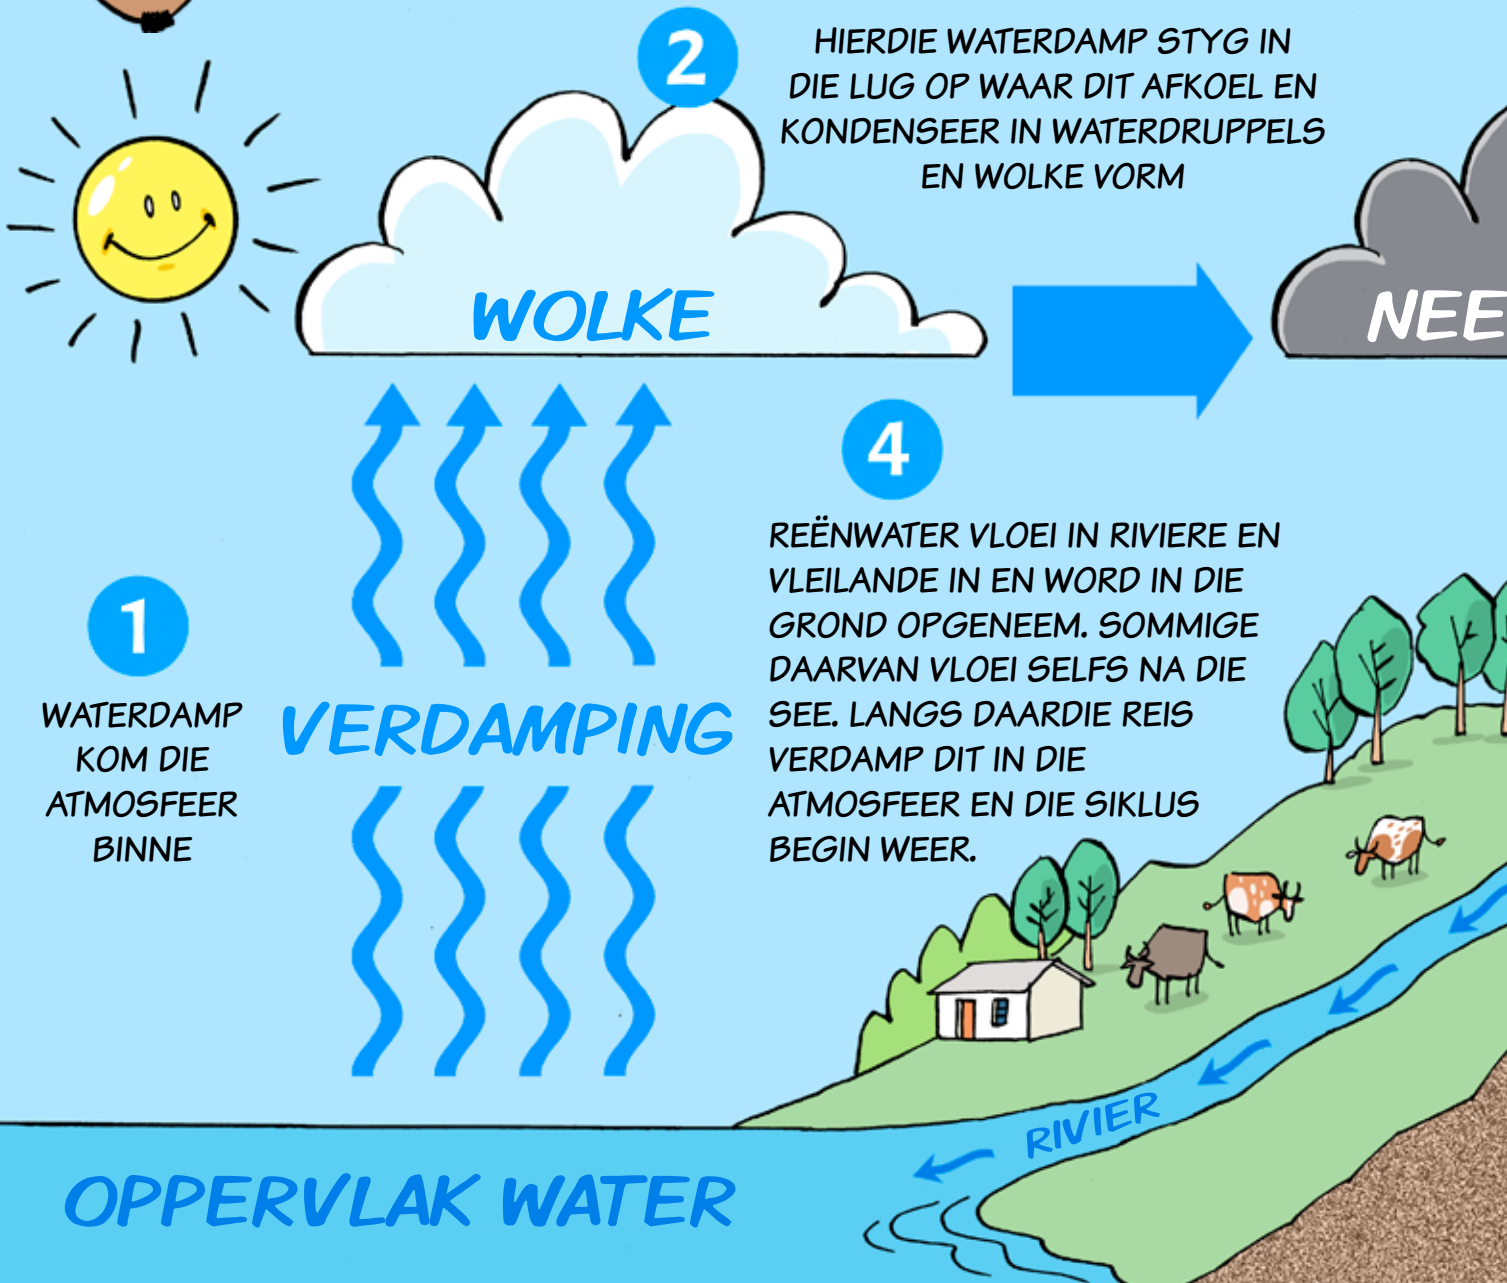 2
HIERDIE WATERDAMP STYG IN
DIE LUG OP WAAR DIT AFKOEL EN
KONDENSEER IN WATERDRUPPELS
EN WOLKE VORM
WOLKE
NEE
4
REËNWATER VLOEI IN RIVIERE EN
VLEILANDE IN EN WORD IN DIE
GROND OPGENEEM. SOMMIGE
DAARVAN VLOEI SELFS NA DIE
SEE. LANGS DAARDIE REIS
VERDAMP DIT IN DIE
ATMOSFEER EN DIE SIKLUS
BEGIN WEER.
1
WATERDAMP
KOM DIE
ATMOSFEER
BINNE
VERDAMPING
RIVIER
OPPERVLAK WATER